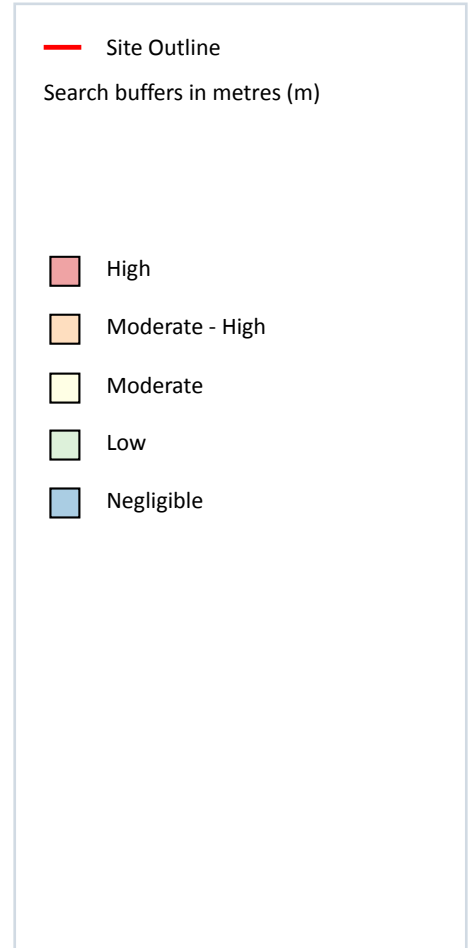 Site Outline
Search buffers in metres (m)
High
Moderate - High
Moderate
Low
Negligible